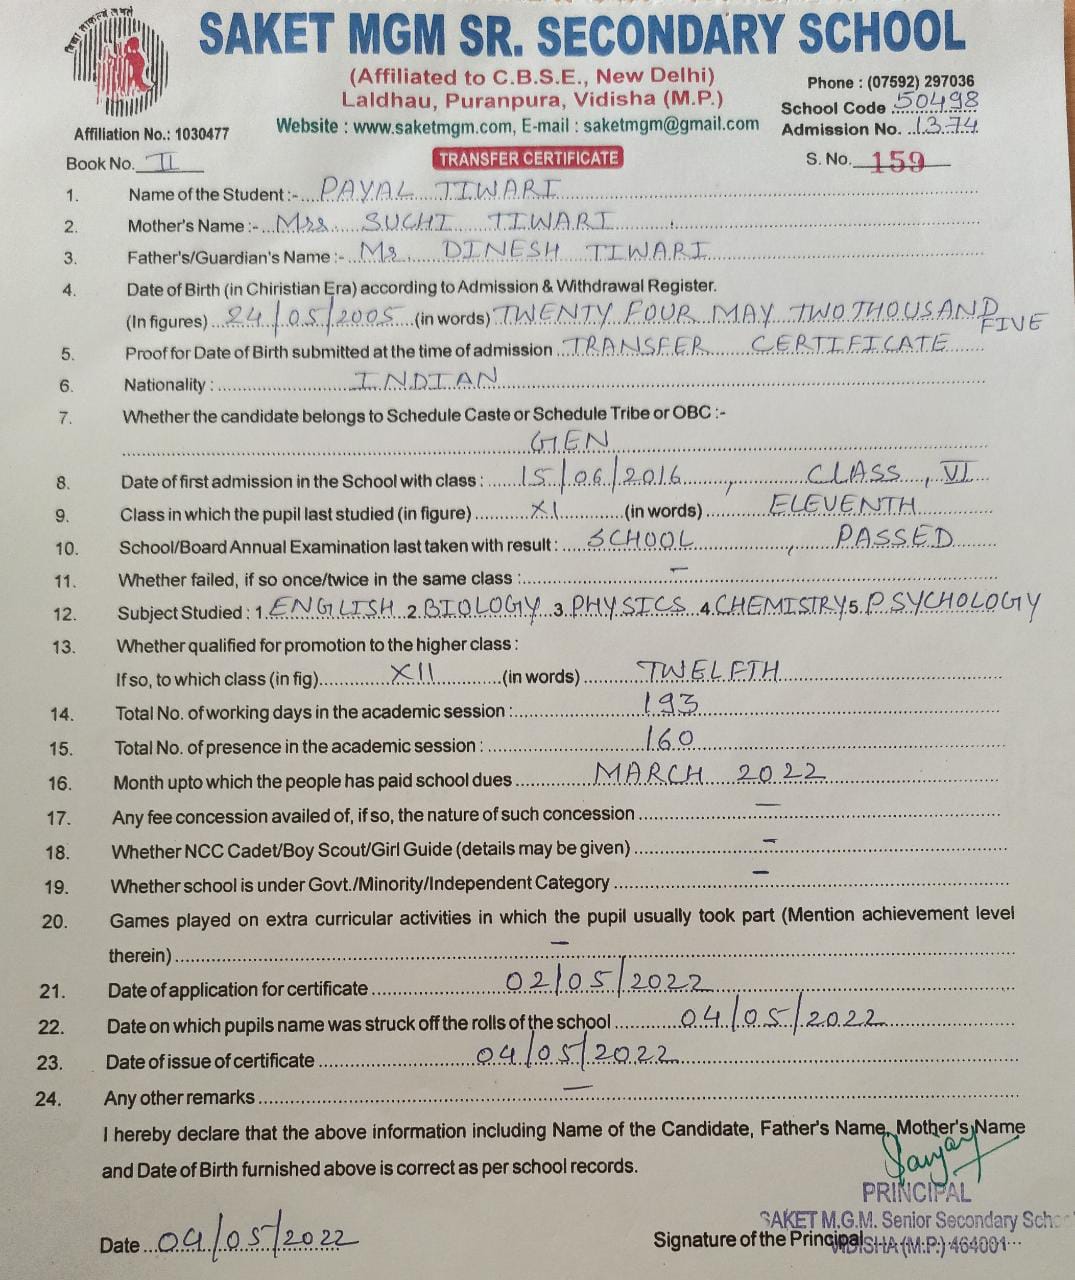 SAKET MGM SR. SECONDARY SCHOOL
(Affiliated to C.B.S.E., New Delhi)
Laldhau, Puranpura, Vidisha (M.P.)
Phone : (07592) 297036
School Code 50498
Affiliation No.: 1030477
Website : www.saketmgm.com, E-mail : saketmgm@gmail.com
Admission No. 1374
Book No. II
TRANSFER CERTIFICATE
S. No. 159
1. Name of the Student :- PAYAL TIWARI
2. Mother's Name :- Mrs SUCHI TIWARI
3. Father's/Guardian's Name :- Mr. DINESH TIWARI
4. Date of Birth (in Chiristian Era) according to Admission & Withdrawal Register.
(In figures) 24/05/2005 (in words) TWENTY FOUR MAY TWO THOUSAND FIVE
5. Proof for Date of Birth submitted at the time of admission TRANSFER CERTIFICATE
6. Nationality : INDIAN
7. Whether the candidate belongs to Schedule Caste or Schedule Tribe or OBC :-
GEN
8. Date of first admission in the School with class : 15/06/2016, CLASS, VI
9. Class in which the pupil last studied (in figure) XI (in words) ELEVENTH
10. School/Board Annual Examination last taken with result : SCHOOL, PASSED
11. Whether failed, if so once/twice in the same class : -
12. Subject Studied : 1. ENGLISH 2. BIOLOGY 3. PHYSICS 4. CHEMISTRY 5. PSYCHOLOGY
13. Whether qualified for promotion to the higher class :
If so, to which class (in fig) XII (in words) TWELFTH
14. Total No. of working days in the academic session : 193
15. Total No. of presence in the academic session : 160
16. Month upto which the people has paid school dues MARCH 2022
17. Any fee concession availed of, if so, the nature of such concession -
18. Whether NCC Cadet/Boy Scout/Girl Guide (details may be given) -
19. Whether school is under Govt./Minority/Independent Category -
20. Games played on extra curricular activities in which the pupil usually took part (Mention achievement level
therein) -
21. Date of application for certificate 02/05/2022
22. Date on which pupils name was struck off the rolls of the school 04/05/2022
23. Date of issue of certificate 04/05/2022
24. Any other remarks -
I hereby declare that the above information including Name of the Candidate, Father's Name, Mother's Name
and Date of Birth furnished above is correct as per school records.
Sanjay
PRINCIPAL
SAKET M.G.M. Senior Secondary
Date 04/05/2022
Signature of the Principal
VIDISHA (M.P.) 464001